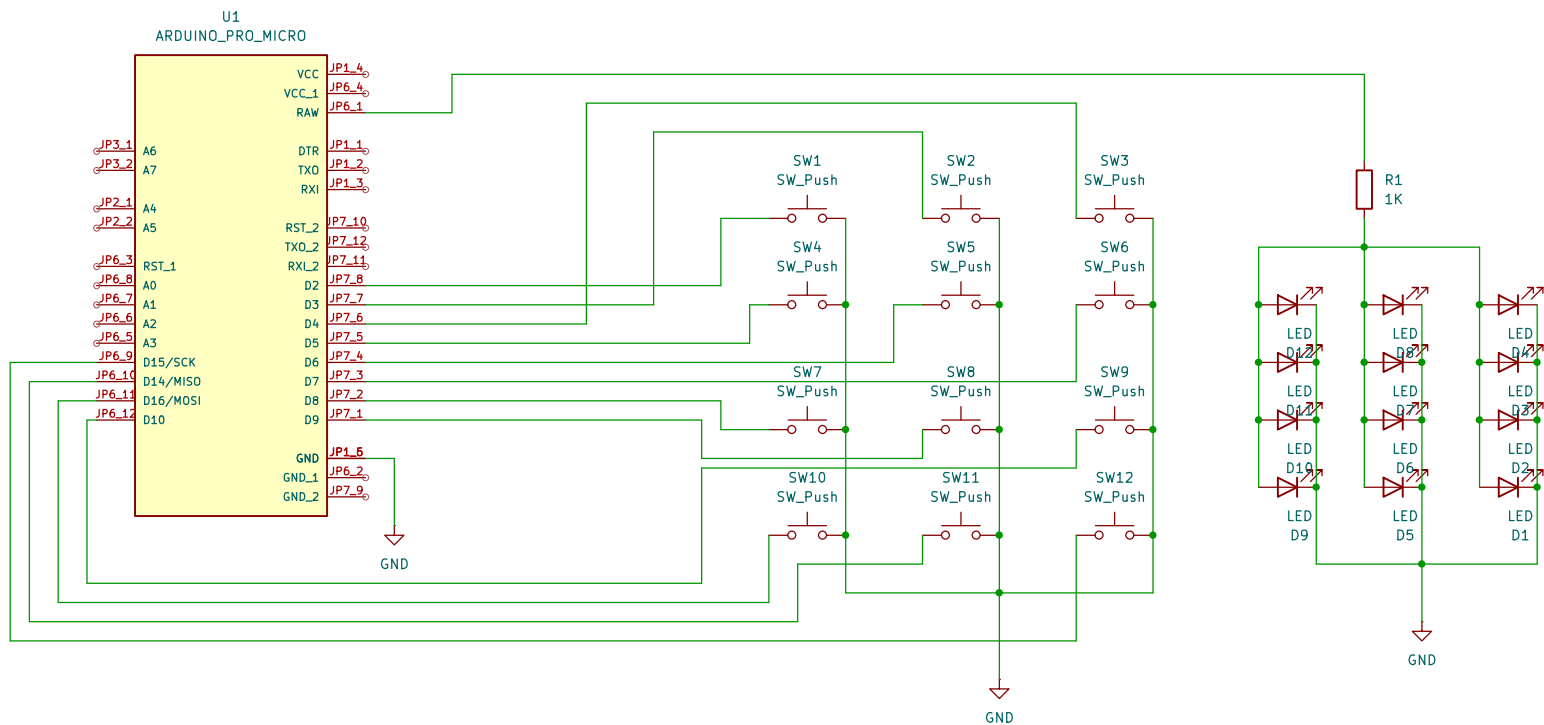 U1
ARDUINO_PRO_MICRO
VCC JP1_4
VCC_1 JP6_4
RAW JP6_1
JP3_1 A6 DTR JP1_1
JP3_2 A7 TXO JP1_2
RXI JP1_3
JP2_1 A4
JP2_2 A5 RST_2 JP7_10
TXO_2 JP7_12
JP6_3 RST_1 RXI_2 JP7_11
JP6_8 A0 D2 JP7_8
JP6_7 A1 D3 JP7_7
JP6_6 A2 D4 JP7_6
JP6_5 A3 D5 JP7_5
JP6_9 D15/SCK D6 JP7_4
JP6_10 D14/MISO D7 JP7_3
JP6_11 D16/MOSI D8 JP7_2
JP6_12 D10 D9 JP7_1
GND
GND_1 JP6_2
GND_2 JP7_9
GND
SW1 SW2 SW3
SW_Push SW_Push SW_Push
SW4 SW5 SW6
SW_Push SW_Push SW_Push
SW7 SW8 SW9
SW_Push SW_Push SW_Push
SW10 SW11 SW12
SW_Push SW_Push SW_Push
GND
R1
1K
LED LED LED
D12 D8 D4
LED LED LED
D11 D7 D3
LED LED LED
D10 D6 D2
LED LED LED
D9 D5 D1
GND